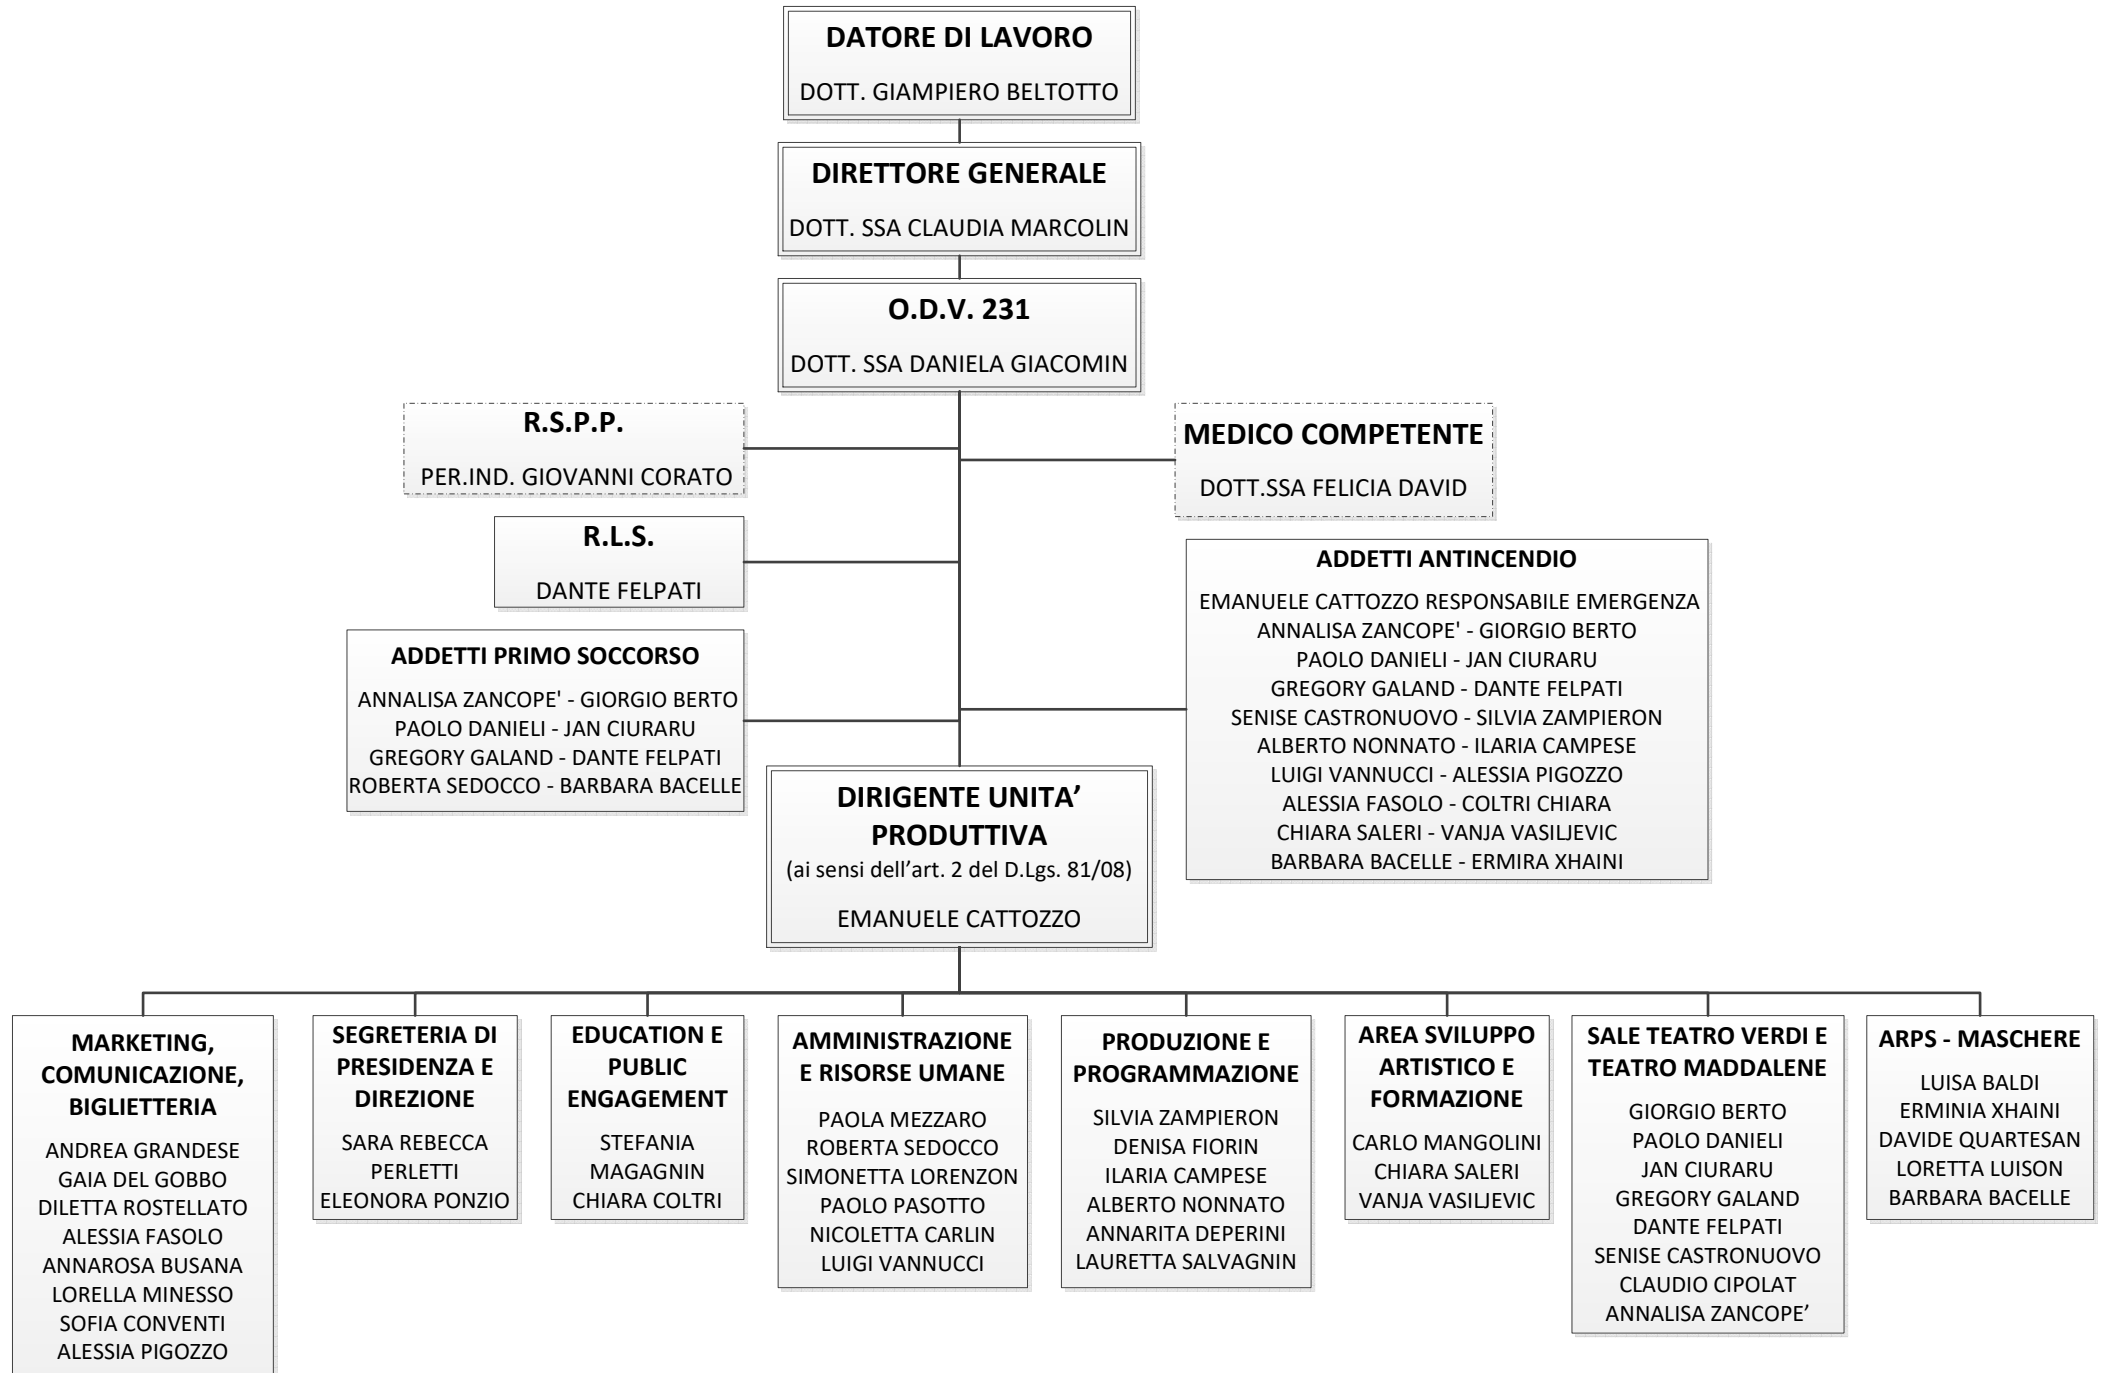 DATORE DI LAVORO
DOTT. GIAMPIERO BELTOTTO
DIRETTORE GENERALE
DOTT. SSA CLAUDIA MARCOLIN
O.D.V. 231
DOTT. SSA DANIELA GIACOMIN
R.S.P.P.
PER.IND. GIOVANNI CORATO
MEDICO COMPETENTE
DOTT.SSA FELICIA DAVID
R.L.S.
DANTE FELPATI
ADDETTI ANTINCENDIO
EMANUELE CATTOZZO RESPONSABILE EMERGENZA
ANNALISA ZANCOPE' - GIORGIO BERTO
PAOLO DANIELI - JAN CIURARU
GREGORY GALAND - DANTE FELPATI
SENISE CASTRONUOVO - SILVIA ZAMPIERON
ALBERTO NONNATO - ILARIA CAMPESE
LUIGI VANNUCCI - ALESSIA PIGOZZO
ALESSIA FASOLO - COLTRI CHIARA
CHIARA SALERI - VANJA VASILJEVIC
BARBARA BACELLE - ERMIRA XHAINI
ADDETTI PRIMO SOCCORSO
ANNALISA ZANCOPE' - GIORGIO BERTO
PAOLO DANIELI - JAN CIURARU
GREGORY GALAND - DANTE FELPATI
ROBERTA SEDOCCO - BARBARA BACELLE
DIRIGENTE UNITA’
PRODUTTIVA
(ai sensi dell’art. 2 del D.Lgs. 81/08)
EMANUELE CATTOZZO
MARKETING,
COMUNICAZIONE,
BIGLIETTERIA
ANDREA GRANDESE
GAIA DEL GOBBO
DILETTA ROSTELLATO
ALESSIA FASOLO
ANNAROSA BUSANA
LORELLA MINESSO
SOFIA CONVENTI
ALESSIA PIGOZZO
SEGRETERIA DI
PRESIDENZA E
DIREZIONE
SARA REBECCA
PERLETTI
ELEONORA PONZIO
EDUCATION E
PUBLIC
ENGAGEMENT
STEFANIA
MAGAGNIN
CHIARA COLTRI
AMMINISTRAZIONE
E RISORSE UMANE
PAOLA MEZZARO
ROBERTA SEDOCCO
SIMONETTA LORENZON
PAOLO PASOTTO
NICOLETTA CARLIN
LUIGI VANNUCCI
PRODUZIONE E
PROGRAMMAZIONE
SILVIA ZAMPIERON
DENISA FIORIN
ILARIA CAMPESE
ALBERTO NONNATO
ANNARITA DEPERINI
LAURETTA SALVAGNIN
AREA SVILUPPO
ARTISTICO E
FORMAZIONE
CARLO MANGOLINI
CHIARA SALERI
VANJA VASILJEVIC
SALE TEATRO VERDI E
TEATRO MADDALENE
GIORGIO BERTO
PAOLO DANIELI
JAN CIURARU
GREGORY GALAND
DANTE FELPATI
SENISE CASTRONUOVO
CLAUDIO CIPOLAT
ANNALISA ZANCOPE’
ARPS - MASCHERE
LUISA BALDI
ERMINIA XHAINI
DAVIDE QUARTESAN
LORETTA LUISON
BARBARA BACELLE